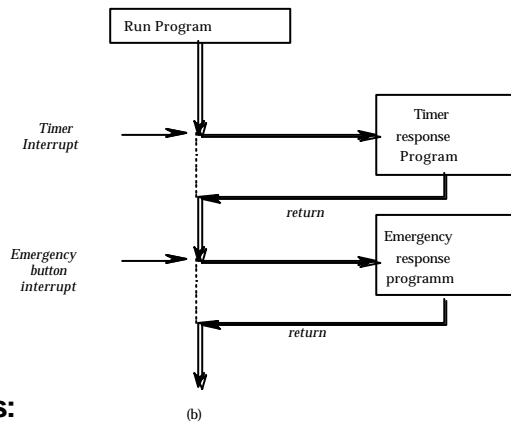 Run Program
Timer
Interrupt
Timer
response
Program
return
Emergency
button
interrupt
Emergency
response
programm
return
s:
(b)